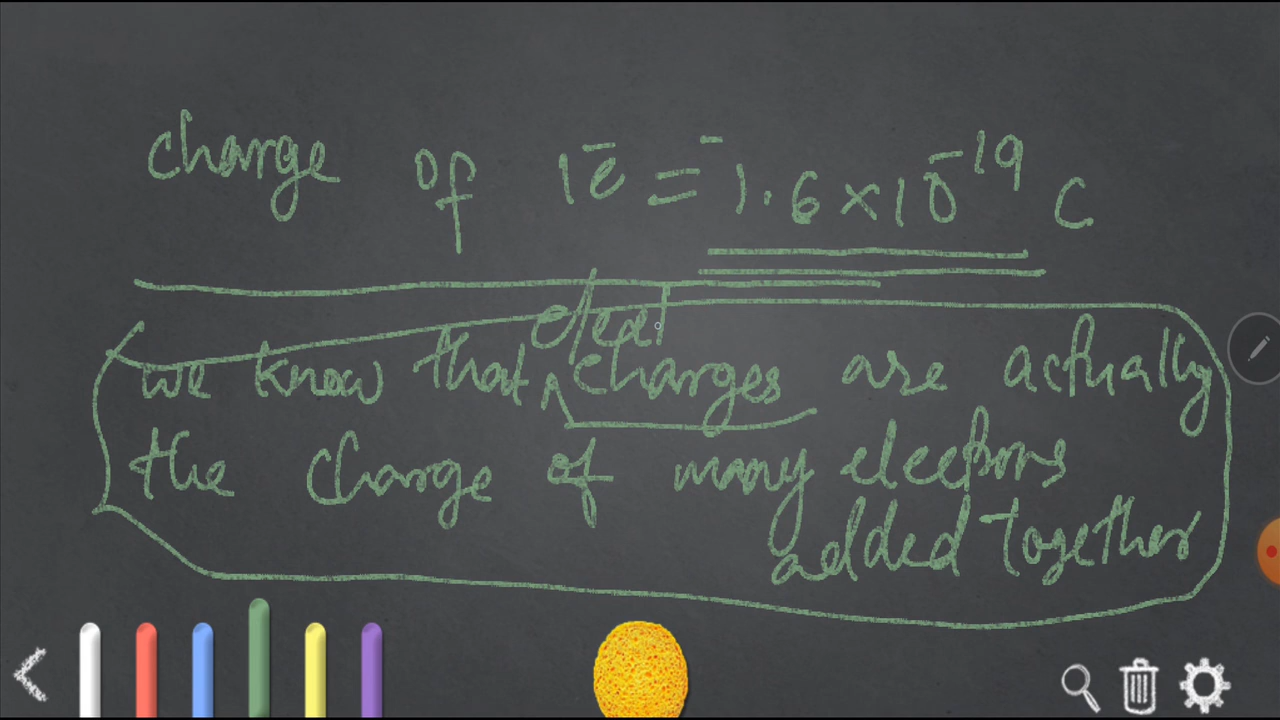 charge of 1e⁻ = -1.6×10⁻¹⁹ C
we know that charges are actually
the charge of many electrons
added together